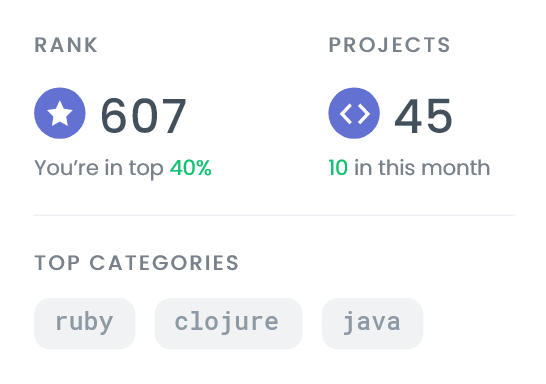 RANK
PROJECTS
607
45
You’re in top 40%
10 in this month
TOP CATEGORIES
ruby
clojure
java